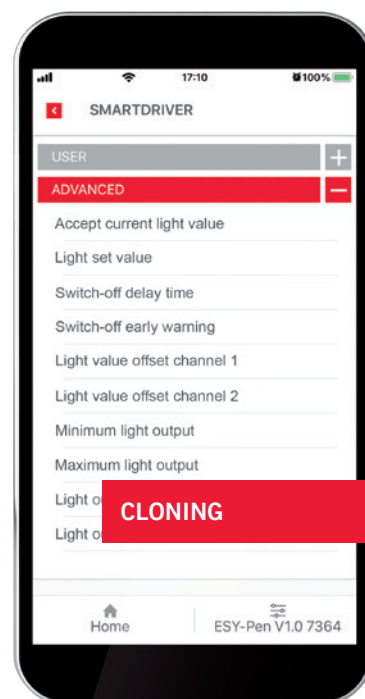 17:10
100%
SMARTDRIVER
USER
ADVANCED
Accept current light value
Light set value
Switch-off delay time
Switch-off early warning
Light value offset channel 1
Light value offset channel 2
Minimum light output
Maximum light output
Light
Light
CLONING
Home
ESY-Pen V1.0 7364